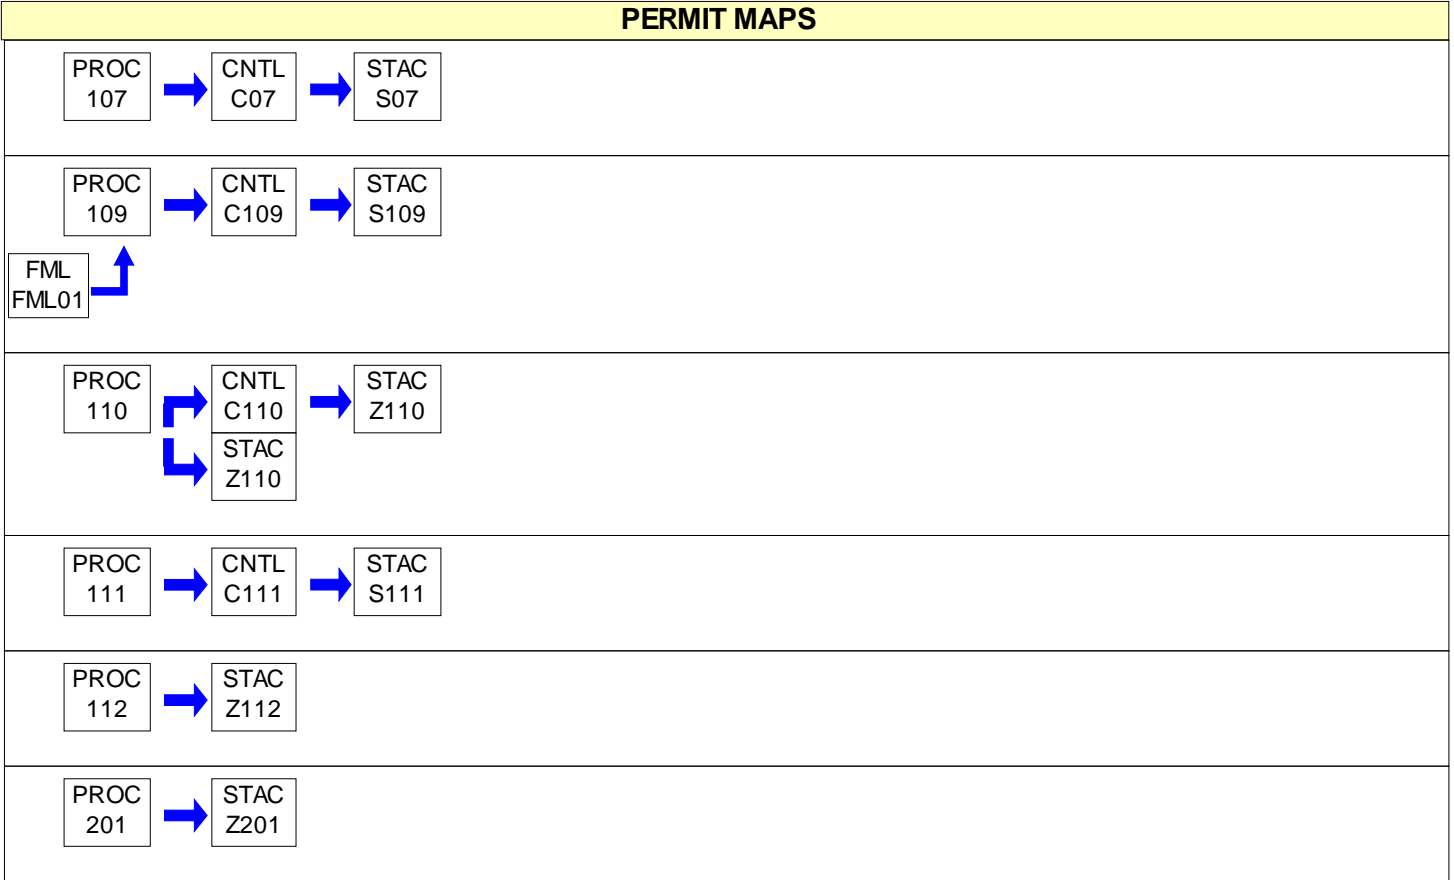 PERMIT MAPS
PROC
107
CNTL
C07
STAC
S07
PROC
109
CNTL
C109
STAC
S109
FML
FML01
PROC
110
CNTL
C110
STAC
Z110
STAC
Z110
PROC
111
CNTL
C111
STAC
S111
PROC
112
STAC
Z112
PROC
201
STAC
Z201